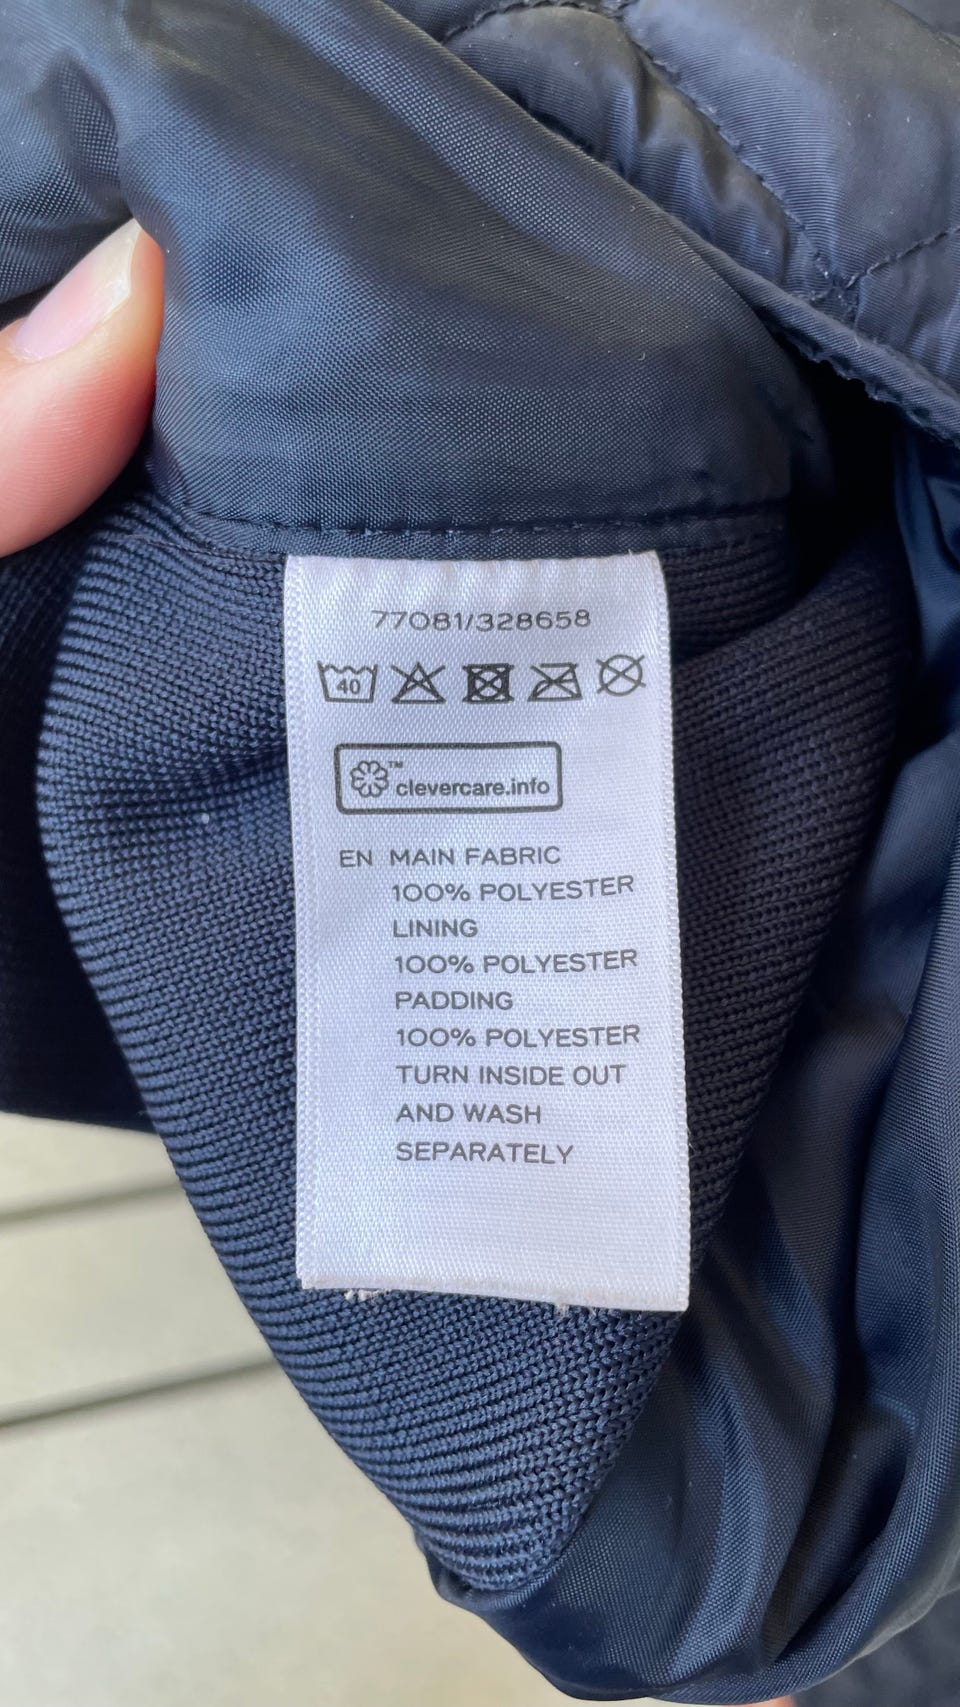 77081/328658
40
™
clevercare.info
EN MAIN FABRIC
100% POLYESTER
LINING
100% POLYESTER
PADDING
100% POLYESTER
TURN INSIDE OUT
AND WASH
SEPARATELY